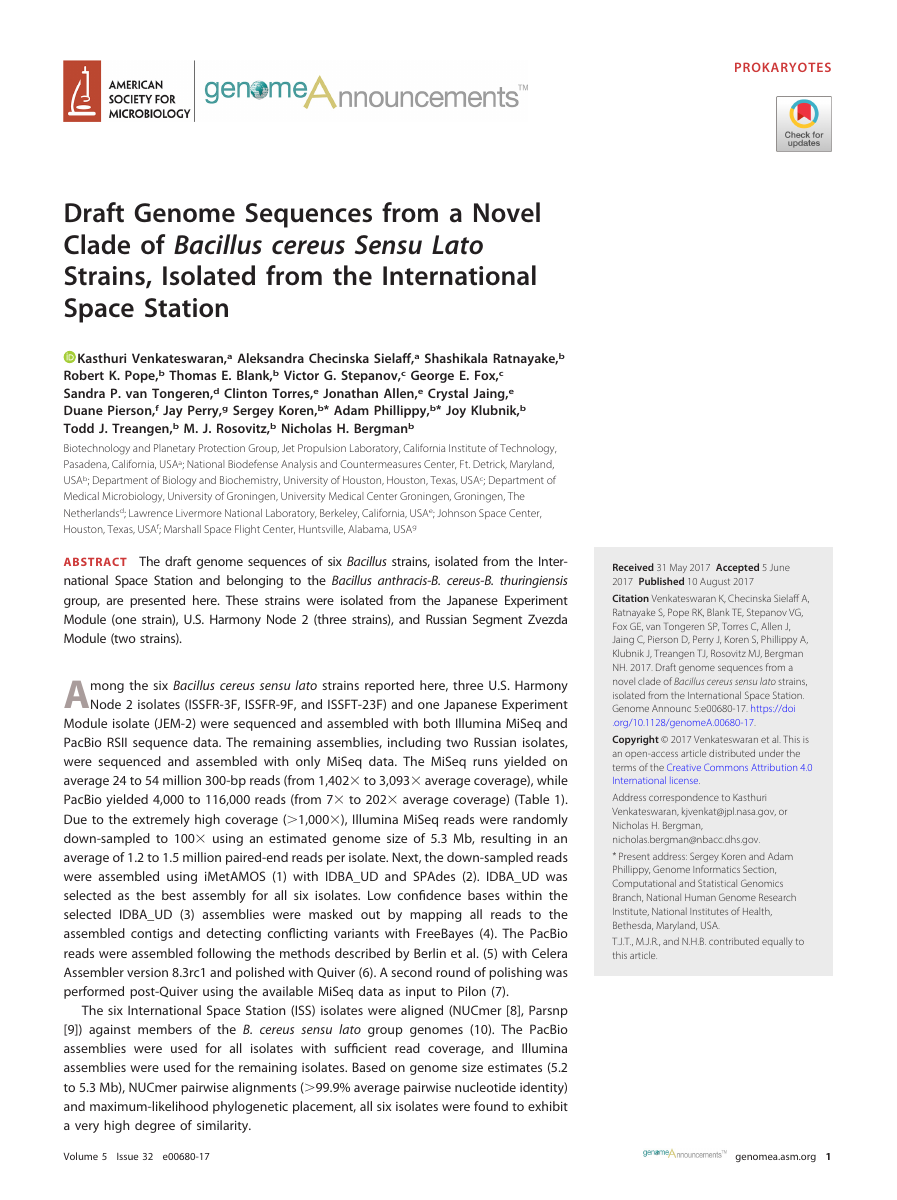 PROKARYOTES
AMERICAN
SOCIETY FOR
MICROBIOLOGY
genomeAnnouncements™
Check for
updates
Draft Genome Sequences from a Novel
Clade of Bacillus cereus Sensu Lato
Strains, Isolated from the International
Space Station
iD Kasthuri Venkateswaran,ᵃ Aleksandra Checinska Sielaff,ᵃ Shashikala Ratnayake,ᵇ
Robert K. Pope,ᵇ Thomas E. Blank,ᵇ Victor G. Stepanov,ᶜ George E. Fox,ᶜ
Sandra P. van Tongeren,ᵈ Clinton Torres,ᵉ Jonathan Allen,ᵉ Crystal Jaing,ᵉ
Duane Pierson,ᶠ Jay Perry,ᵍ Sergey Koren,ᵇ* Adam Phillippy,ᵇ* Joy Klubnik,ᵇ
Todd J. Treangen,ᵇ M. J. Rosovitz,ᵇ Nicholas H. Bergmanᵇ
Biotechnology and Planetary Protection Group, Jet Propulsion Laboratory, California Institute of Technology,
Pasadena, California, USAᵃ; National Biodefense Analysis and Countermeasures Center, Ft. Detrick, Maryland,
USAᵇ; Department of Biology and Biochemistry, University of Houston, Houston, Texas, USAᶜ; Department of
Medical Microbiology, University of Groningen, University Medical Center Groningen, Groningen, The
Netherlandsᵈ; Lawrence Livermore National Laboratory, Berkeley, California, USAᵉ; Johnson Space Center,
Houston, Texas, USAᶠ; Marshall Space Flight Center, Huntsville, Alabama, USAᵍ
ABSTRACT The draft genome sequences of six Bacillus strains, isolated from the Inter-
national Space Station and belonging to the Bacillus anthracis-B. cereus-B. thuringiensis
group, are presented here. These strains were isolated from the Japanese Experiment
Module (one strain), U.S. Harmony Node 2 (three strains), and Russian Segment Zvezda
Module (two strains).
Among the six Bacillus cereus sensu lato strains reported here, three U.S. Harmony
Node 2 isolates (ISSFR-3F, ISSFR-9F, and ISSFT-23F) and one Japanese Experiment
Module isolate (JEM-2) were sequenced and assembled with both Illumina MiSeq and
PacBio RSII sequence data. The remaining assemblies, including two Russian isolates,
were sequenced and assembled with only MiSeq data. The MiSeq runs yielded on
average 24 to 54 million 300-bp reads (from 1,402× to 3,093× average coverage), while
PacBio yielded 4,000 to 116,000 reads (from 7× to 202× average coverage) (Table 1).
Due to the extremely high coverage (>1,000×), Illumina MiSeq reads were randomly
down-sampled to 100× using an estimated genome size of 5.3 Mb, resulting in an
average of 1.2 to 1.5 million paired-end reads per isolate. Next, the down-sampled reads
were assembled using iMetAMOS (1) with IDBA_UD and SPAdes (2). IDBA_UD was
selected as the best assembly for all six isolates. Low confidence bases within the
selected IDBA_UD (3) assemblies were masked out by mapping all reads to the
assembled contigs and detecting conflicting variants with FreeBayes (4). The PacBio
reads were assembled following the methods described by Berlin et al. (5) with Celera
Assembler version 8.3rc1 and polished with Quiver (6). A second round of polishing was
performed post-Quiver using the available MiSeq data as input to Pilon (7).
The six International Space Station (ISS) isolates were aligned (NUCmer [8], Parsnp
[9]) against members of the B. cereus sensu lato group genomes (10). The PacBio
assemblies were used for all isolates with sufficient read coverage, and Illumina
assemblies were used for the remaining isolates. Based on genome size estimates (5.2
to 5.3 Mb), NUCmer pairwise alignments (>99.9% average pairwise nucleotide identity)
and maximum-likelihood phylogenetic placement, all six isolates were found to exhibit
a very high degree of similarity.
Received 31 May 2017 Accepted 5 June
2017 Published 10 August 2017
Citation Venkateswaran K, Checinska Sielaff A,
Ratnayake S, Pope RK, Blank TE, Stepanov VG,
Fox GE, van Tongeren SP, Torres C, Allen J,
Jaing C, Pierson D, Perry J, Koren S, Phillippy A,
Klubnik J, Treangen TJ, Rosovitz MJ, Bergman
NH. 2017. Draft genome sequences from a
novel clade of Bacillus cereus sensu lato strains,
isolated from the International Space Station.
Genome Announc 5:e00680-17. https://doi
.org/10.1128/genomeA.00680-17.
Copyright © 2017 Venkateswaran et al. This is
an open-access article distributed under the
terms of the Creative Commons Attribution 4.0
International license.
Address correspondence to Kasthuri
Venkateswaran, kjvenkat@jpl.nasa.gov, or
Nicholas H. Bergman,
nicholas.bergman@nbacc.dhs.gov.
* Present address: Sergey Koren and Adam
Phillippy, Genome Informatics Section,
Computational and Statistical Genomics
Branch, National Human Genome Research
Institute, National Institutes of Health,
Bethesda, Maryland, USA.
T.J.T., M.J.R., and N.H.B. contributed equally to
this article.
Volume 5 Issue 32 e00680-17
genomeAnnouncements™ genomea.asm.org 1